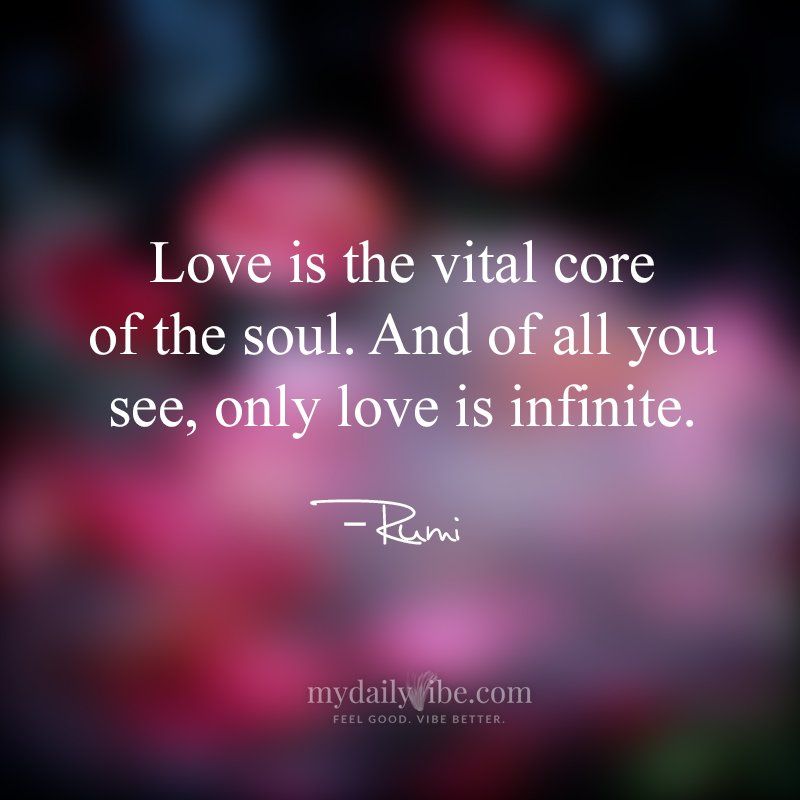 Love is the vital core
of the soul. And of all you
see, only love is infinite.
- Rumi
mydailyvibe.com
FEEL GOOD. VIBE BETTER.